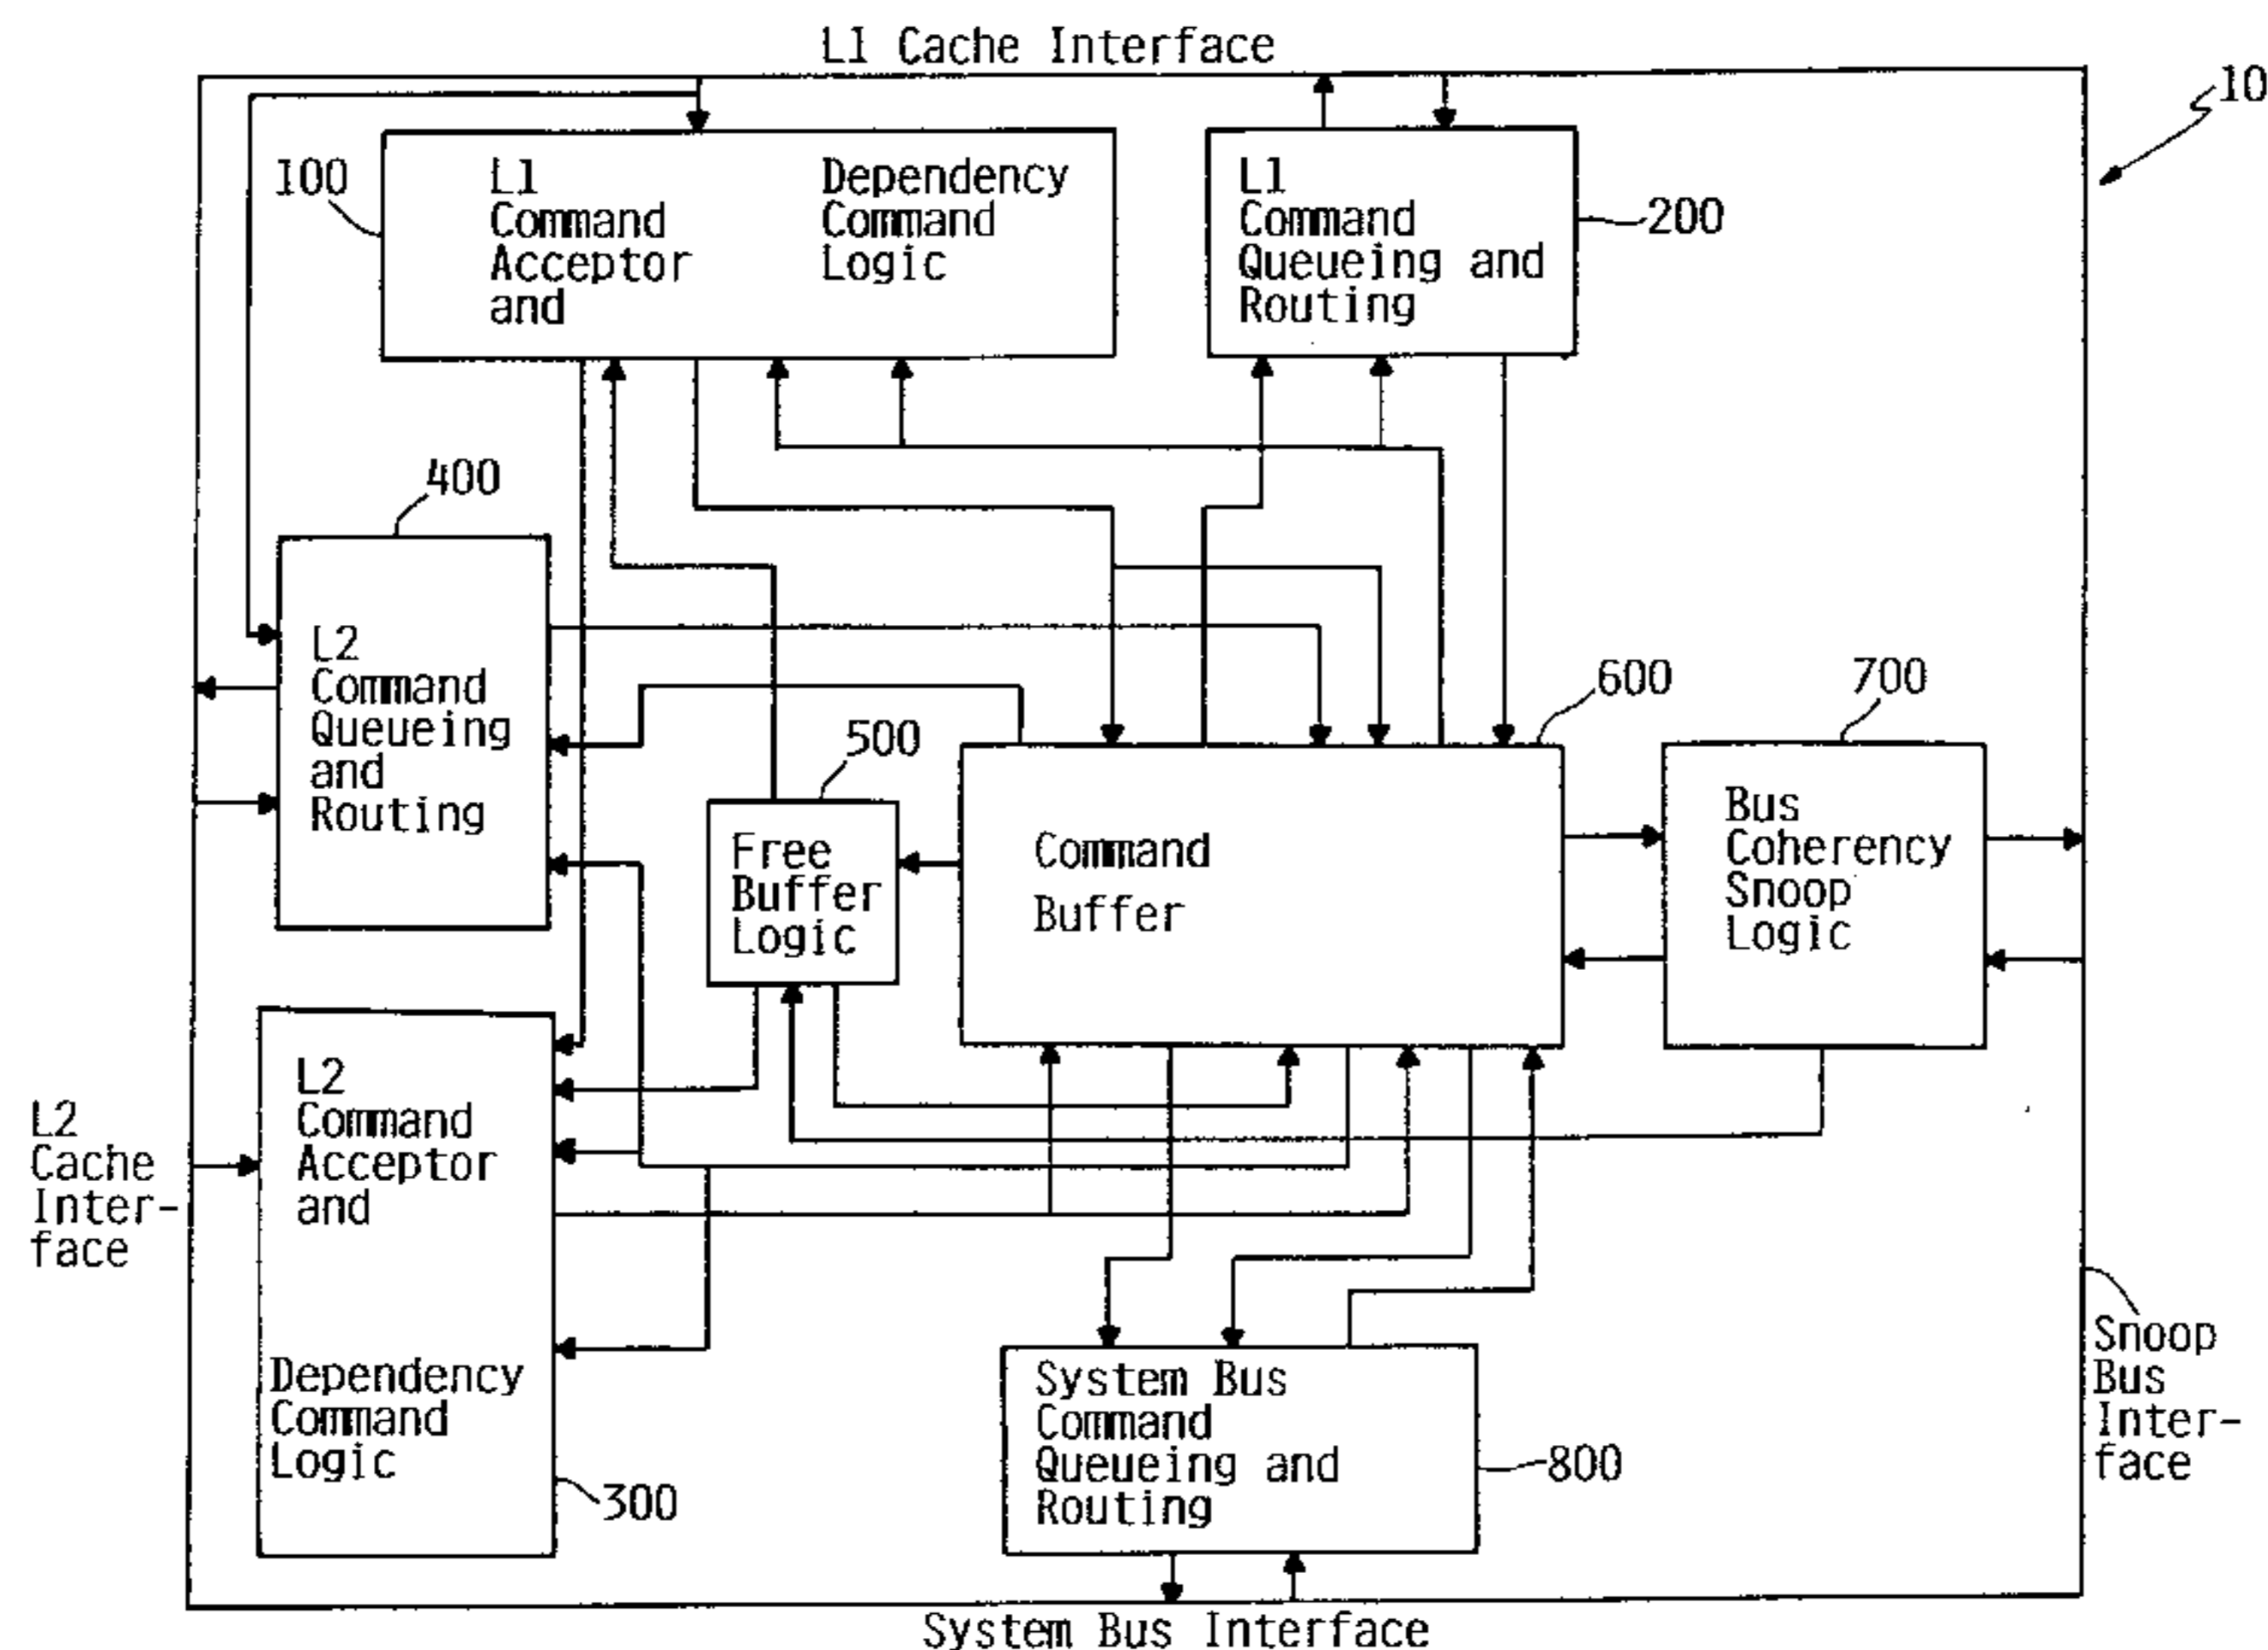 L1 Cache Interface
10
100
L1
Command
Acceptor
and
Dependency
Command
Logic
L1
Command
Queueing and
Routing
200
400
L2
Command
Queueing
and
Routing
500
Free
Buffer
Logic
600
Command
Buffer
700
Bus
Coherency
Snoop
Logic
L2
Cache
Inter-
face
L2
Command
Acceptor
and
Dependency
Command
Logic
300
System Bus
Command
Queueing and
Routing
800
Snoop
Bus
Inter-
face
System Bus Interface